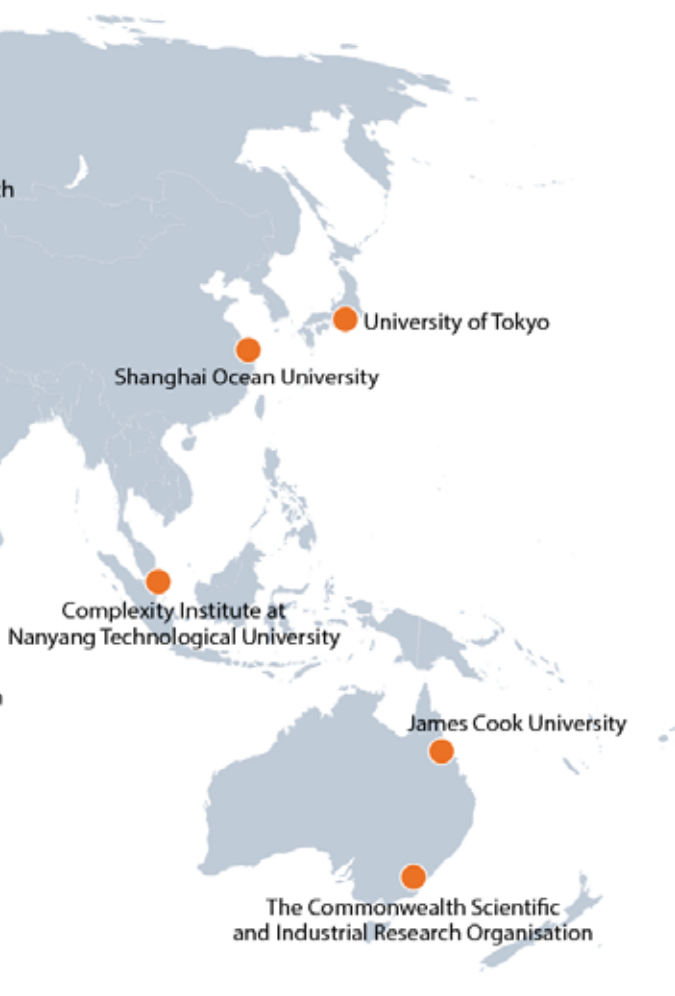 University of Tokyo
Shanghai Ocean University
Complexity Institute at
Nanyang Technological University
James Cook University
The Commonwealth Scientific
and Industrial Research Organisation